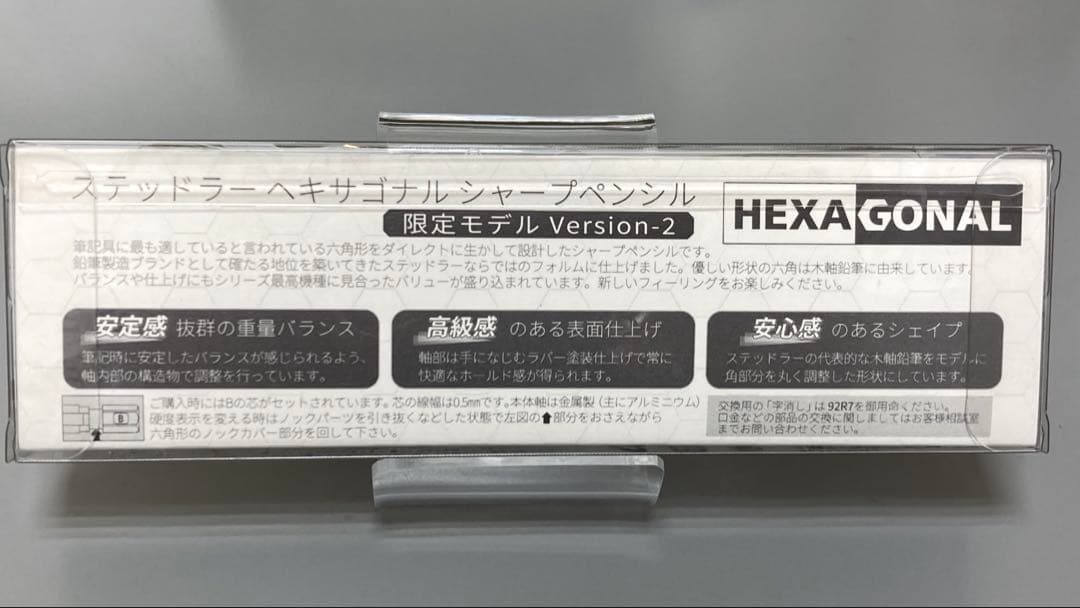 ステッドラー ヘキサゴナル シャープペンシル
限定モデル Version-2
HEXAGONAL
筆記具に最も適していると言われている六角形をダイレクトに生かして設計したシャープペンシルです。
鉛筆製造ブランドとして確たる地位を築いてきたステッドラーならではのフォルムに仕上げました。優しい形状の六角は木軸鉛筆に由来しています。
バランスや仕上げにもシリーズ最高機種に見合ったバリューが盛り込まれています。新しいフィーリングをお楽しみください。
安定感 抜群の重量バランス
筆記時に安定したバランスが感じられるよう、
軸内部の構造物で調整を行っています。
高級感 のある表面仕上げ
軸部は手になじむラバー塗装仕上げで常に
快適なホールド感が得られます。
安心感 のあるシェイプ
ステッドラーの代表的な木軸鉛筆をモデルに
角部分を丸く調整した形状にしています。
B
ご購入時にはBの芯がセットされています。芯の線幅は0.5mmです。本体軸は金属製（主にアルミニウム）
硬度表示を変える時はノックパーツを引き抜くなどした状態で左図の⬆部分をおさえながら
六角形のノックカバー部分を回して下さい。
交換用の「字消し」は92R7を御用命ください。
口金などの部品の交換に関しましてはお客様相談室
までお問い合わせください。